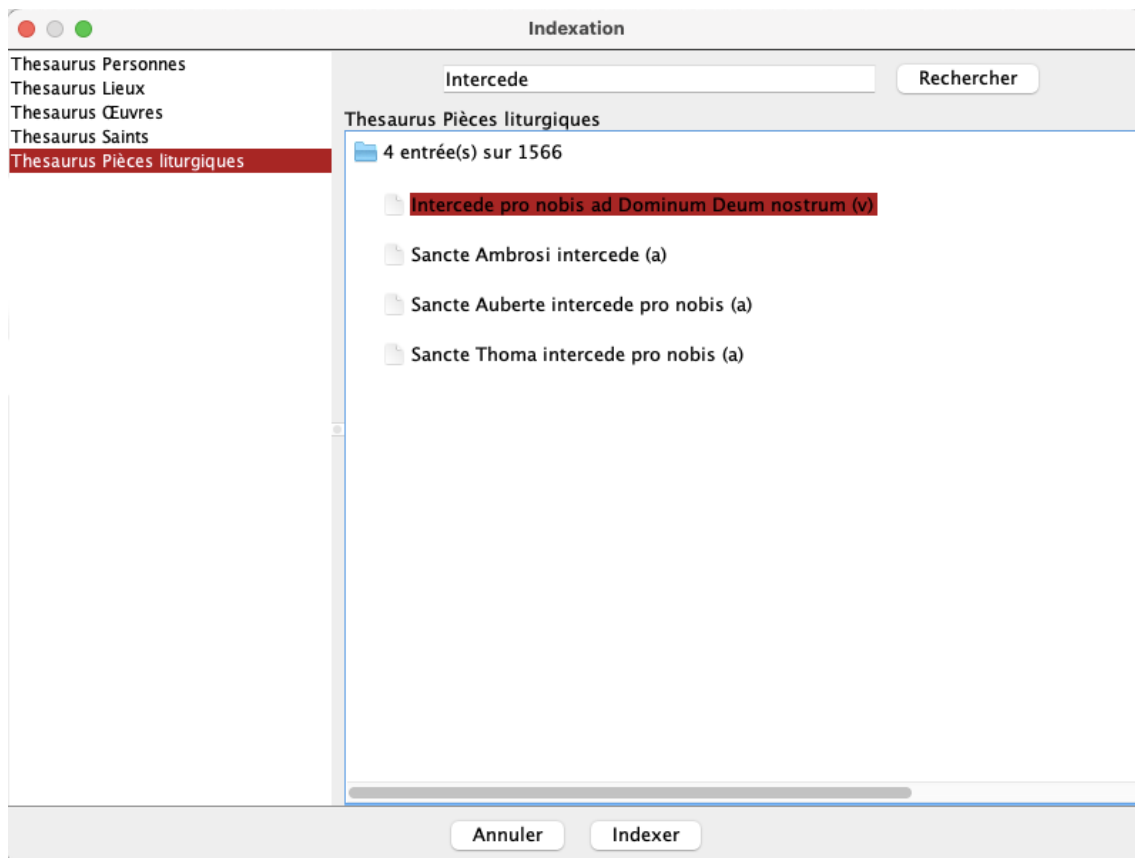 Indexation
Thesaurus Personnes
Thesaurus Lieux
Thesaurus Œuvres
Thesaurus Saints
Thesaurus Pièces liturgiques
Intercede
Rechercher
Thesaurus Pièces liturgiques
4 entrée(s) sur 1566
Intercede pro nobis ad Dominum Deum nostrum (v)
Sancte Ambrosi intercede (a)
Sancte Auberte intercede pro nobis (a)
Sancte Thoma intercede pro nobis (a)
Annuler
Indexer